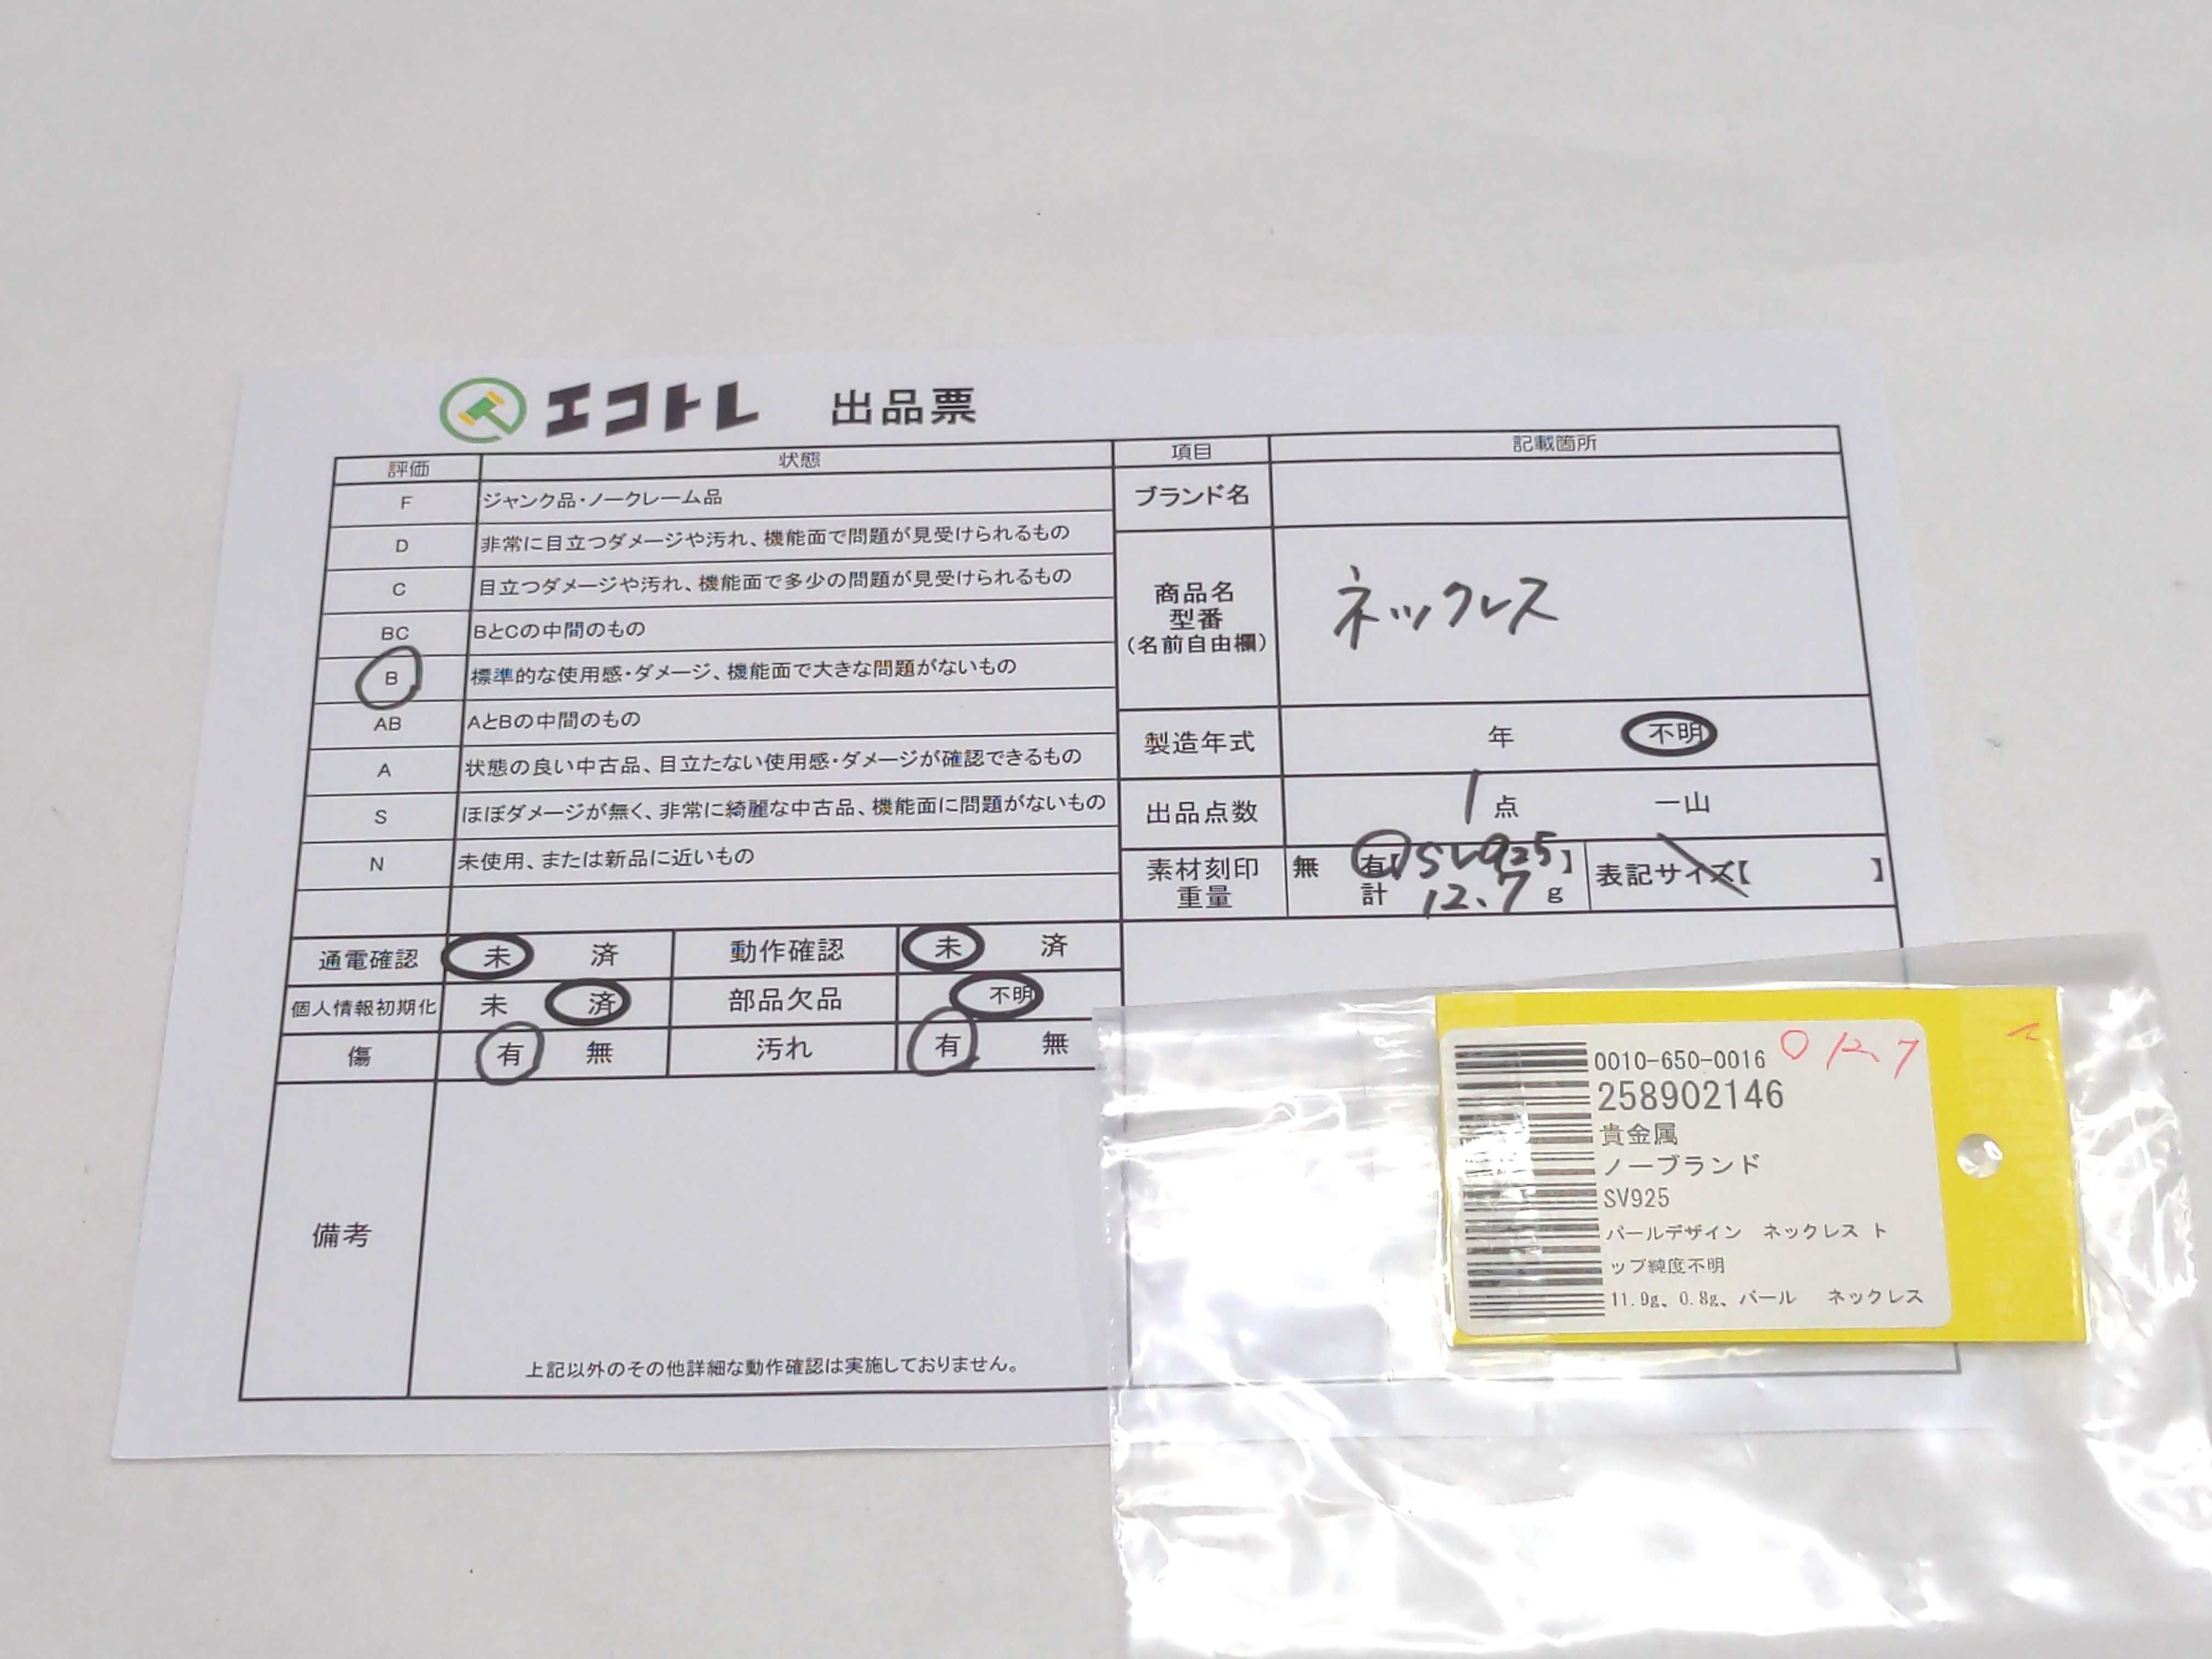 エコトレ 出品票
評価 状態
F ジャンク品・ノークレーム品
D 非常に目立つダメージや汚れ、機能面で問題が見受けられるもの
C 目立つダメージや汚れ、機能面で多少の問題が見受けられるもの
BC BとCの中間のもの
B 標準的な使用感・ダメージ、機能面で大きな問題がないもの
AB AとBの中間のもの
A 状態の良い中古品、目立たない使用感・ダメージが確認できるもの
S ほぼダメージが無く、非常に綺麗な中古品、機能面に問題がないもの
N 未使用、または新品に近いもの
通電確認 未 済 動作確認 未 済
個人情報初期化 未 済 部品欠品 不明
傷 有 無 汚れ 有 無
備考
上記以外のその他詳細な動作確認は実施しておりません。
項目 記載箇所
ブランド名
商品名
型番
(名前自由欄)
ネックレス
製造年式 年 不明
出品点数 1 点 一山
素材刻印 無 有【SV925】 表記サイズ【 】
重量 計 12.7 g
0010-650-0016 ○ 12.7
258902146
貴金属
ノーブランド
SV925
パールデザイン ネックレス ト
ップ純度不明
11.9g、0.8g、パール ネックレス